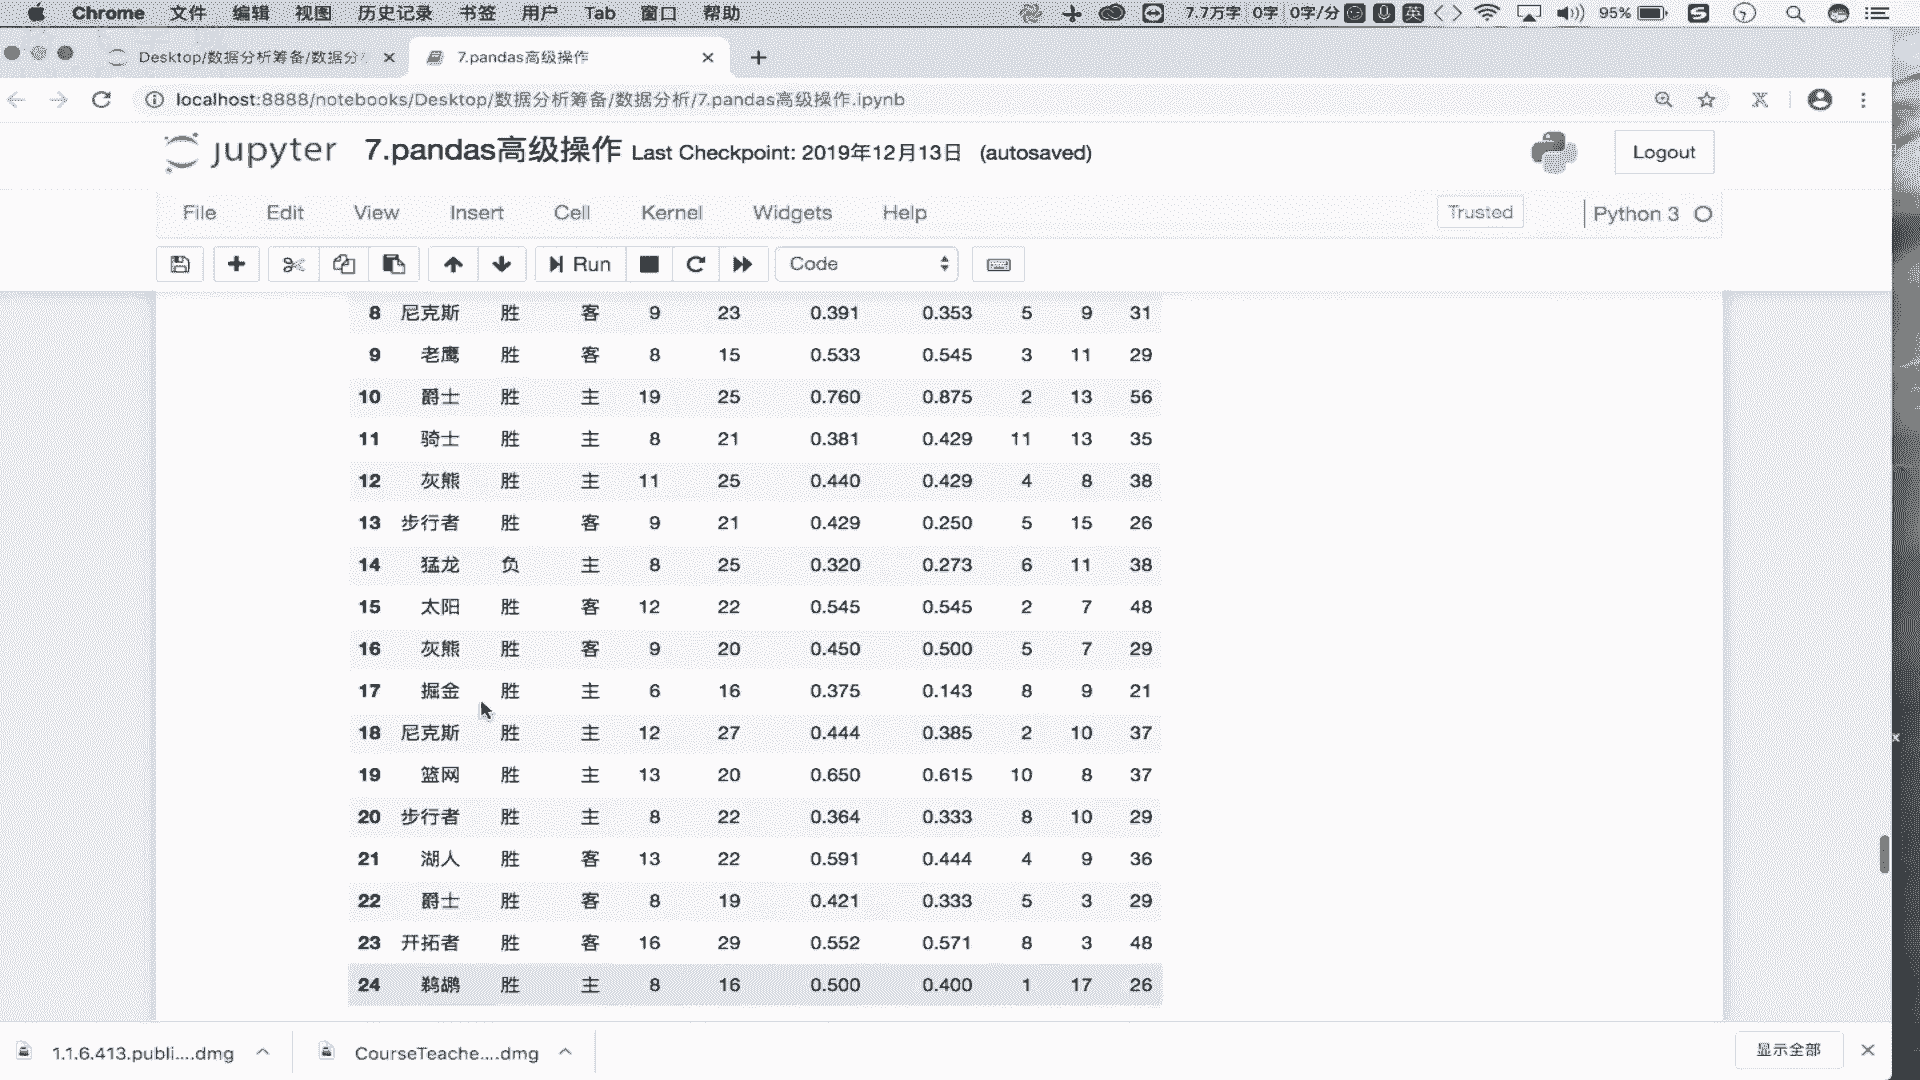 Chrome 文件 编辑 视图 历史记录 书签 用户 Tab 窗口 帮助 7.7万字 0字 0字/分 英 95%
Desktop/数据分析筹备/数据分 7.pandas高级操作
localhost:8888/notebooks/Desktop/数据分析筹备/数据分析/7.pandas高级操作.ipynb
jupyter 7.pandas高级操作 Last Checkpoint: 2019年12月13日 (autosaved) Logout
File Edit View Insert Cell Kernel Widgets Help Trusted Python 3
Run Code
8 尼克斯 胜 客 9 23 0.391 0.353 5 9 31
9 老鹰 胜 客 8 15 0.533 0.545 3 11 29
10 爵士 胜 主 19 25 0.760 0.875 2 13 56
11 骑士 胜 主 8 21 0.381 0.429 11 13 35
12 灰熊 胜 主 11 25 0.440 0.429 4 8 38
13 步行者 胜 客 9 21 0.429 0.250 5 15 26
14 猛龙 负 主 8 25 0.320 0.273 6 11 38
15 太阳 胜 客 12 22 0.545 0.545 2 7 48
16 灰熊 胜 客 9 20 0.450 0.500 5 7 29
17 掘金 胜 主 6 16 0.375 0.143 8 9 21
18 尼克斯 胜 主 12 27 0.444 0.385 2 10 37
19 篮网 胜 主 13 20 0.650 0.615 10 8 37
20 步行者 胜 主 8 22 0.364 0.333 8 10 29
21 湖人 胜 客 13 22 0.591 0.444 4 9 36
22 爵士 胜 客 8 19 0.421 0.333 5 3 29
23 开拓者 胜 客 16 29 0.552 0.571 8 3 48
24 鹈鹕 胜 主 8 16 0.500 0.400 1 17 26
1.1.6.413.publi....dmg CourseTeache....dmg 显示全部